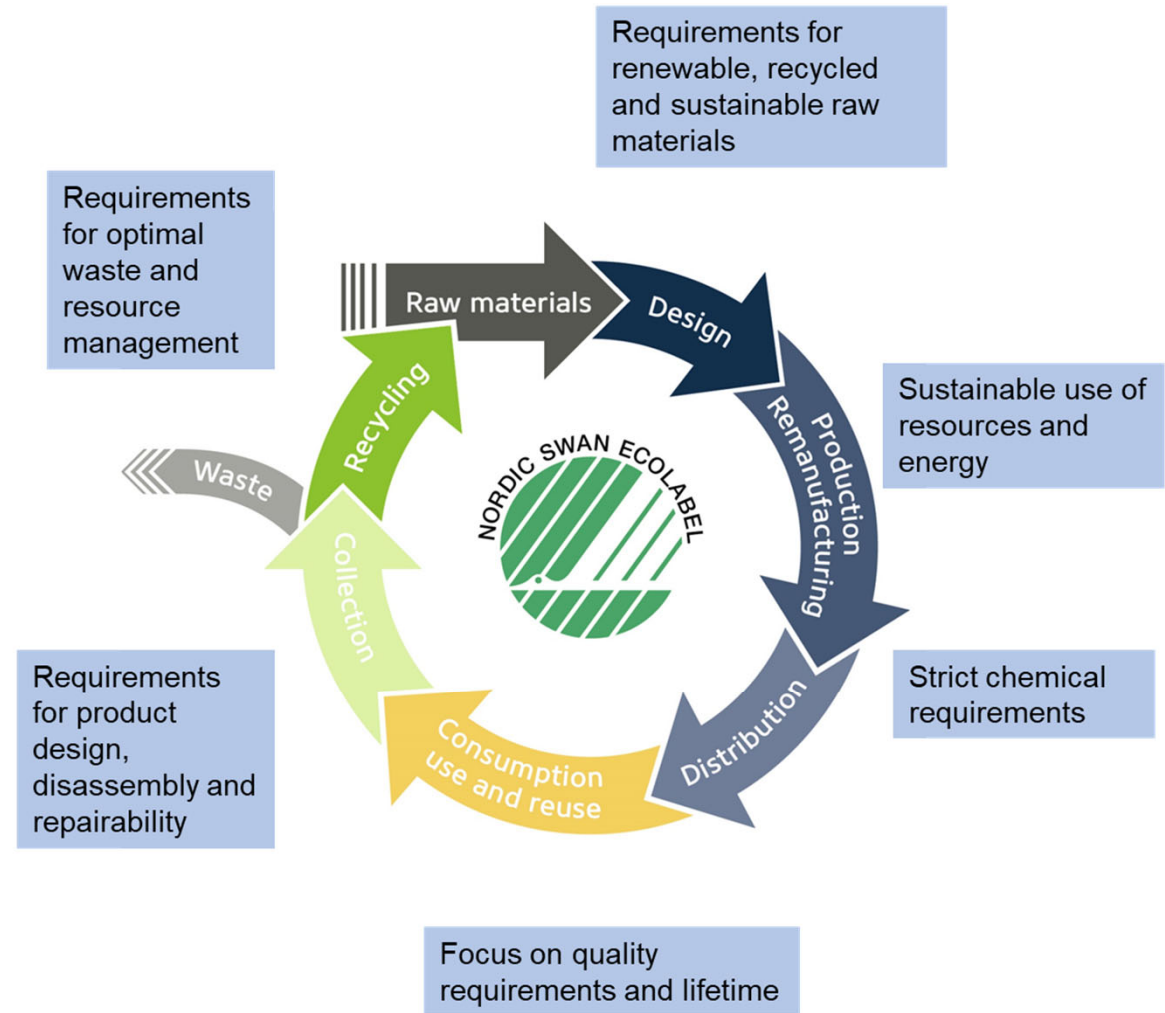 Requirements for
renewable, recycled
and sustainable raw
materials
Requirements
for optimal
waste and
resource
management
Raw materials
Design
Production
Remanufacturing
Sustainable use of
resources and
energy
Recycling
Waste
NORDIC SWAN ECOLABEL
Collection
Distribution
Strict chemical
requirements
Consumption
use and reuse
Requirements
for product
design,
disassembly and
repairability
Focus on quality
requirements and lifetime